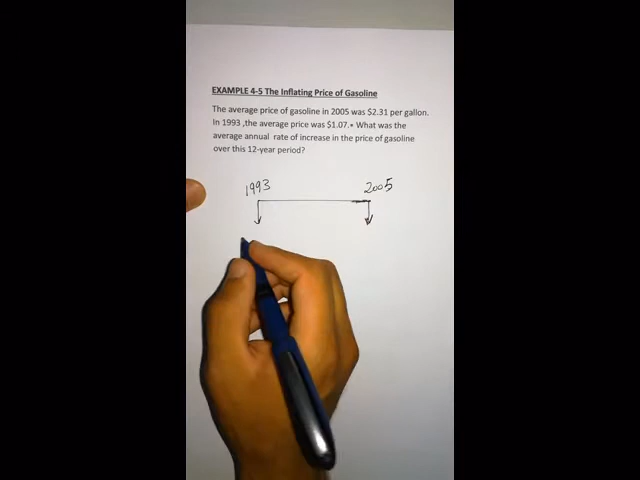 EXAMPLE 4-5 The Inflating Price of Gasoline
The average price of gasoline in 2005 was $2.31 per gallon.
In 1993 ,the average price was $1.07.• What was the
average annual rate of increase in the price of gasoline
over this 12-year period?
1993 2005